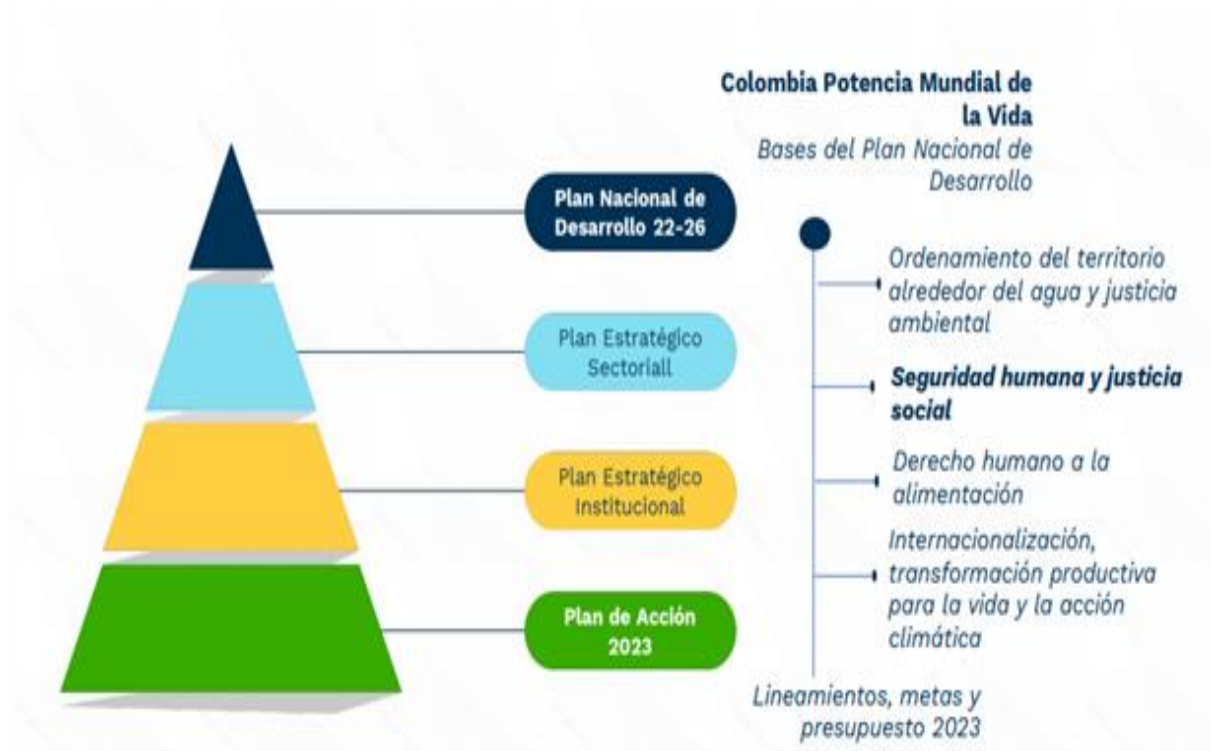 Plan Nacional de
Desarrollo 22-26
Plan Estratégico
Sectoriall
Plan Estratégico
Institucional
Plan de Acción
2023
Colombia Potencia Mundial de
la Vida
Bases del Plan Nacional de
Desarrollo
Ordenamiento del territorio
alrededor del agua y justicia
ambiental
Seguridad humana y justicia
social
Derecho humano a la
alimentación
Internacionalización,
transformación productiva
para la vida y la acción
climática
Lineamientos, metas y
presupuesto 2023